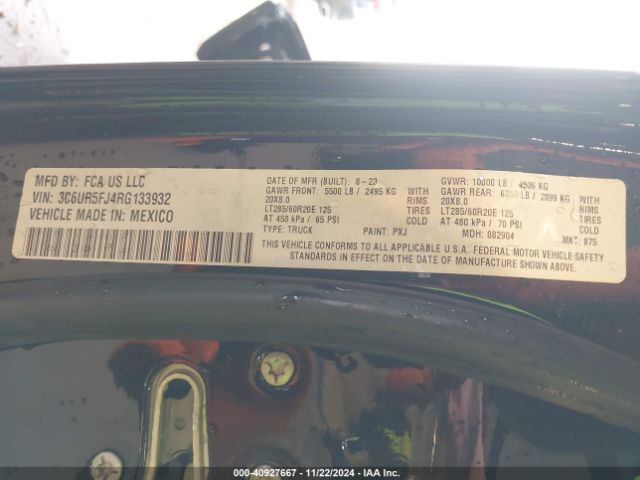 MFD BY: FCA US LLC
VIN: 3C6UR5FJ4RG133932
VEHICLE MADE IN: MEXICO
DATE OF MFR (BUILT): 8-23
GAWR FRONT: 5500 LB / 2495 KG WITH
20X8.0 RIMS
LT285/60R20E 125 TIRES
AT 450 kPa / 65 PSI COLD
TYPE: TRUCK PAINT: PXJ
GVWR: 10000 LB / 4536 KG
GAWR REAR: / 2899 KG WITH
20X8.0 RIMS
LT285/60R20E 125 TIRES
AT 480 kPa / 70 PSI COLD
MDH: 082904 MKT: 875
THIS VEHICLE CONFORMS TO ALL APPLICABLE U.S.A. FEDERAL MOTOR VEHICLE SAFETY
STANDARDS IN EFFECT ON THE DATE OF MANUFACTURE SHOWN ABOVE.
© COPART - 40927667 - 11/22/2024 - IAA Inc.